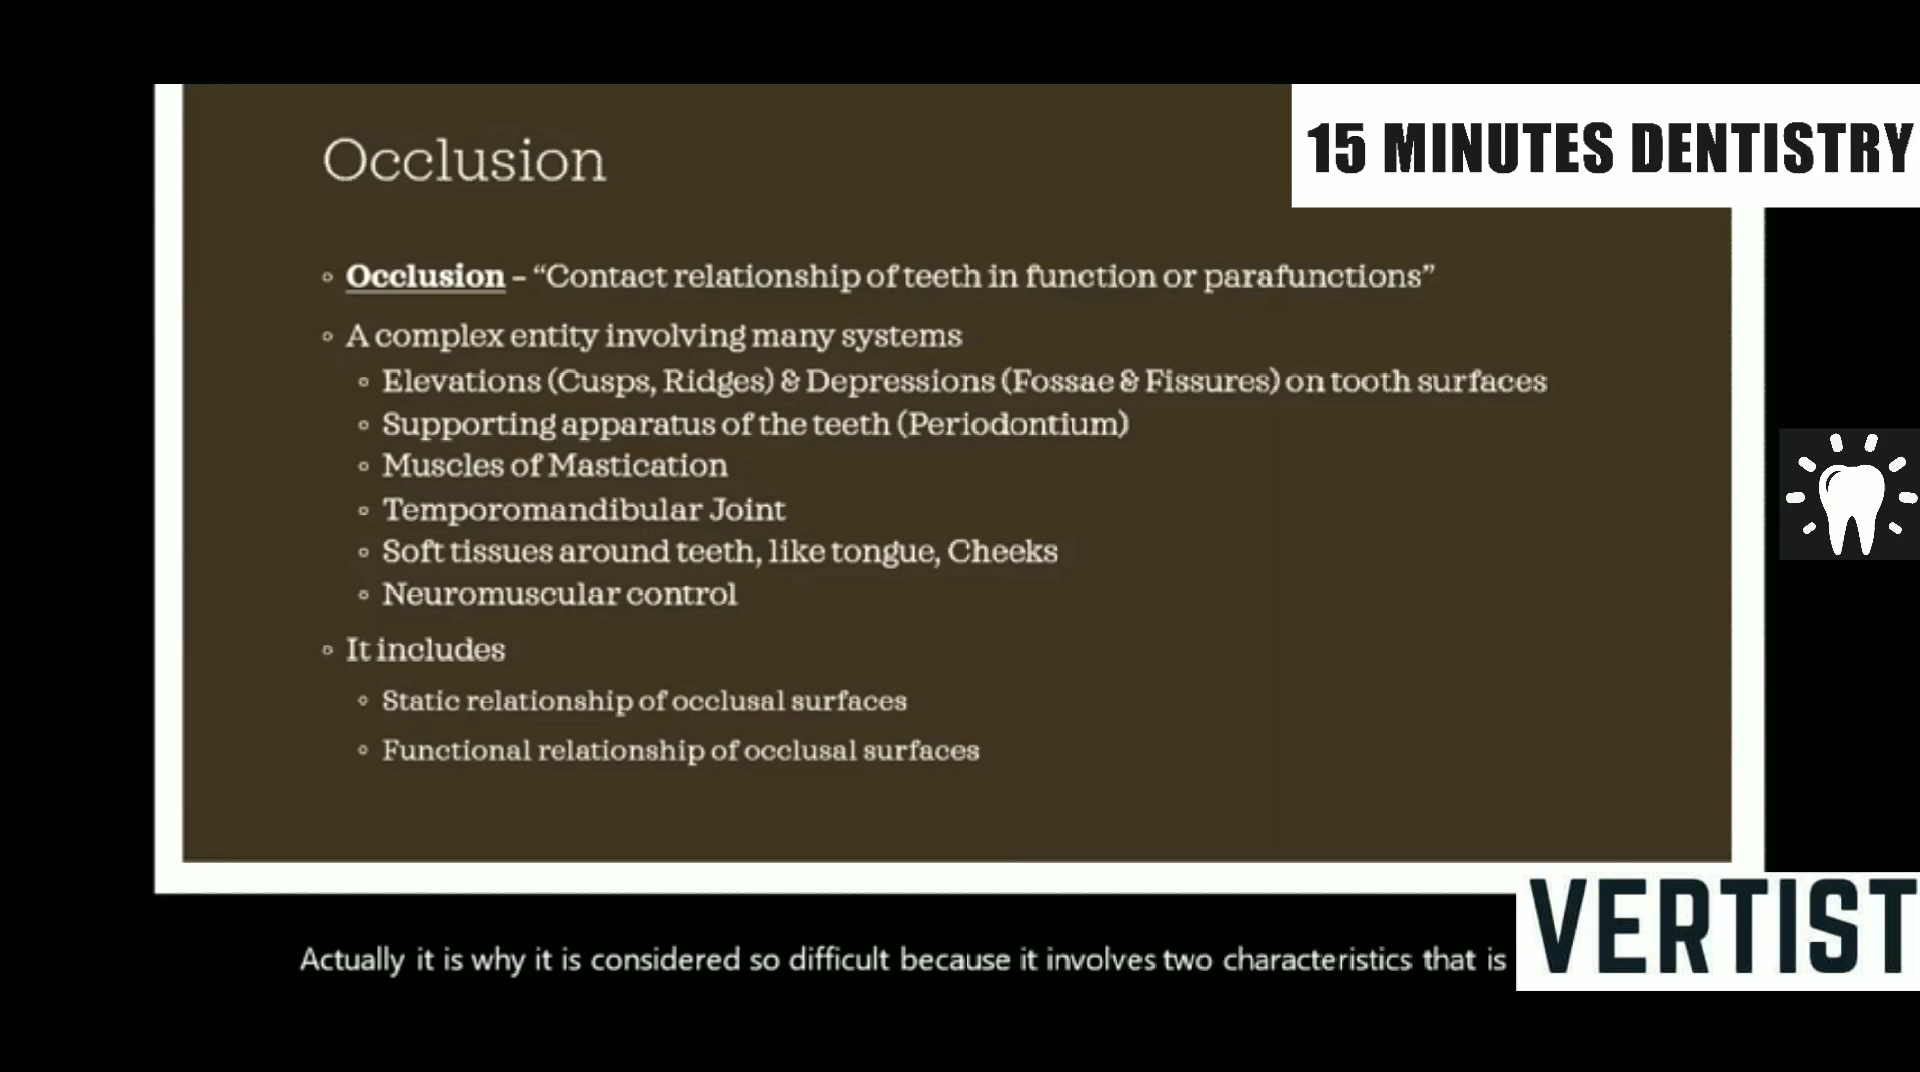 15 MINUTES DENTISTRY
Occlusion
◦ Occlusion – “Contact relationship of teeth in function or parafunctions”
◦ A complex entity involving many systems
◦ Elevations (Cusps, Ridges) & Depressions (Fossae & Fissures) on tooth surfaces
◦ Supporting apparatus of the teeth (Periodontium)
◦ Muscles of Mastication
◦ Temporomandibular Joint
◦ Soft tissues around teeth, like tongue, Cheeks
◦ Neuromuscular control
◦ It includes
◦ Static relationship of occlusal surfaces
◦ Functional relationship of occlusal surfaces
VERTIST
Actually it is why it is considered so difficult because it involves two characteristics that is